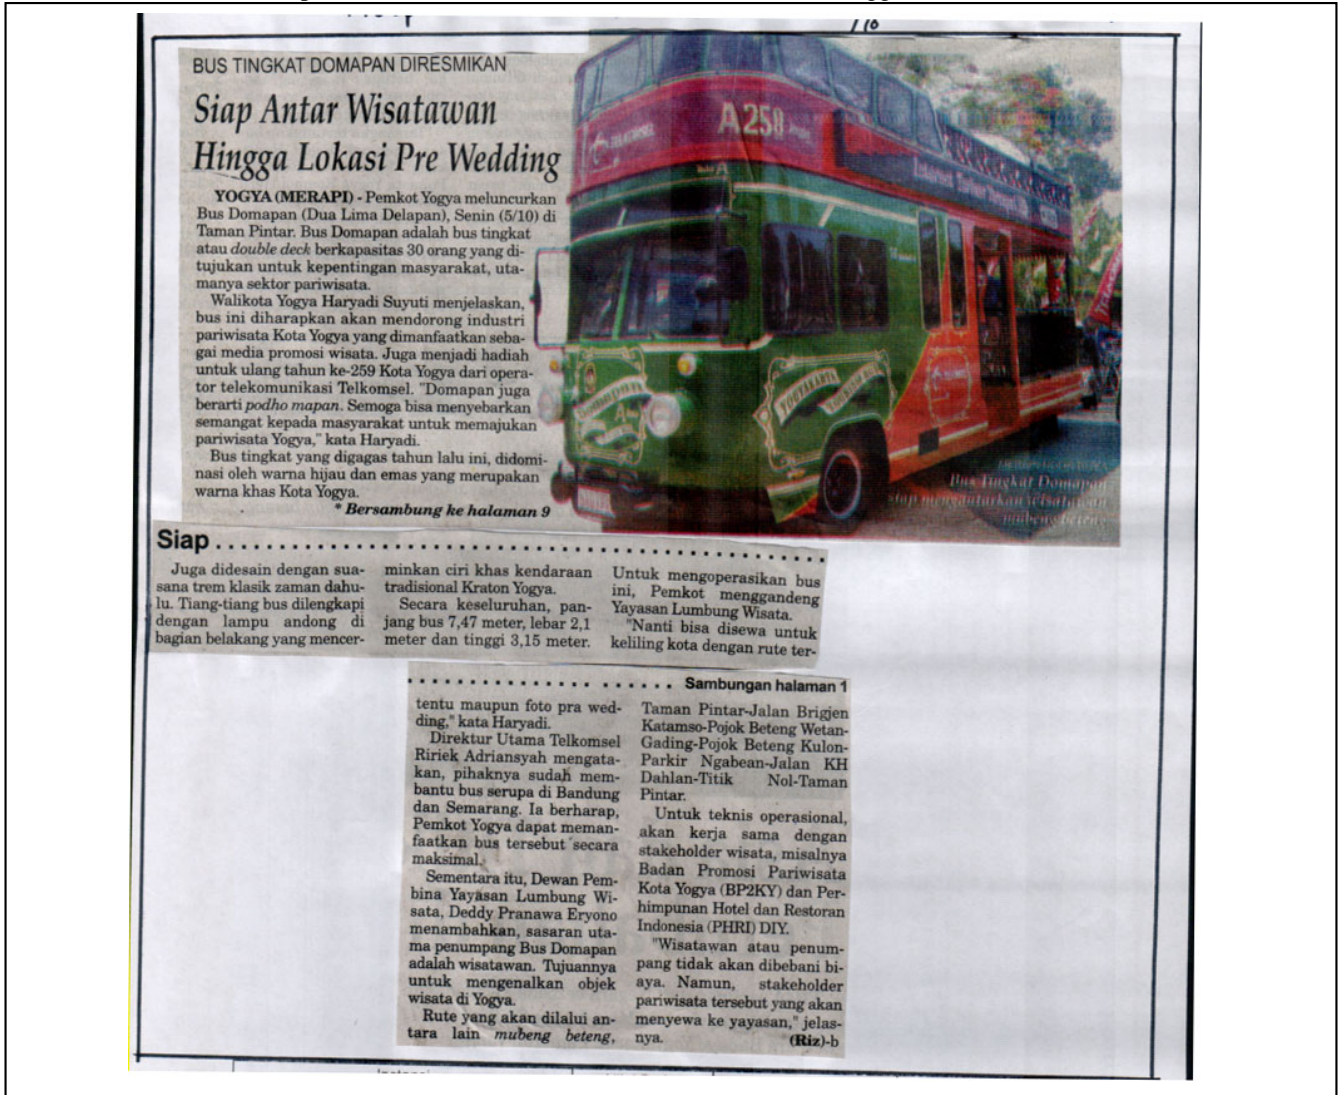 BUS TINGKAT DOMAPAN DIRESMIKAN
Siap Antar Wisatawan
Hingga Lokasi Pre Wedding
YOGYA (MERAPI) - Pemkot Yogya meluncurkan
Bus Domapan (Dua Lima Delapan), Senin (5/10) di
Taman Pintar. Bus Domapan adalah bus tingkat
atau double deck berkapasitas 30 orang yang di-
tujukan untuk kepentingan masyarakat, uta-
manya sektor pariwisata.
Walikota Yogya Haryadi Suyuti menjelaskan,
bus ini diharapkan akan mendorong industri
pariwisata Kota Yogya yang dimanfaatkan seba-
gai media promosi wisata. Juga menjadi hadiah
untuk ulang tahun ke-259 Kota Yogya dari opera-
tor telekomunikasi Telkomsel. "Domapan juga
berarti podho mapan. Semoga bisa menyebarkan
semangat kepada masyarakat untuk memajukan
pariwisata Yogya," kata Haryadi.
Bus tingkat yang digagas tahun lalu ini, didomi-
nasi oleh warna hijau dan emas yang merupakan
warna khas Kota Yogya.
* Bersambung ke halaman 9
A 258
YOGYAKARTA
Bus Tingkat Domapan
siap mengantarkan wisatawan
mubeng beteng
Siap
Juga didesain dengan sua-
sana trem klasik zaman dahu-
lu. Tiang-tiang bus dilengkapi
dengan lampu andong di
bagian belakang yang mencer-
minkan ciri khas kendaraan
tradisional Kraton Yogya.
Secara keseluruhan, pan-
jang bus 7,47 meter, lebar 2,1
meter dan tinggi 3,15 meter.
Untuk mengoperasikan bus
ini, Pemkot menggandeng
Yayasan Lumbung Wisata.
"Nanti bisa disewa untuk
keliling kota dengan rute ter-
Sambungan halaman 1
tentu maupun foto pra wed-
ding," kata Haryadi.
Direktur Utama Telkomsel
Ririek Adriansyah mengata-
kan, pihaknya sudah mem-
bantu bus serupa di Bandung
dan Semarang. Ia berharap,
Pemkot Yogya dapat meman-
faatkan bus tersebut secara
maksimal.
Sementara itu, Dewan Pem-
bina Yayasan Lumbung Wi-
sata, Deddy Pranawa Eryono
menambahkan, sasaran uta-
ma penumpang Bus Domapan
adalah wisatawan. Tujuannya
untuk mengenalkan objek
wisata di Yogya.
Rute yang akan dilalui an-
tara lain mubeng beteng,
Taman Pintar-Jalan Brigjen
Katamso-Pojok Beteng Wetan-
Gading-Pojok Beteng Kulon-
Parkir Ngabean-Jalan KH
Dahlan-Titik Nol-Taman
Pintar.
Untuk teknis operasional,
akan kerja sama dengan
stakeholder wisata, misalnya
Badan Promosi Pariwisata
Kota Yogya (BP2KY) dan Per-
himpunan Hotel dan Restoran
Indonesia (PHRI) DIY.
"Wisatawan atau penum-
pang tidak akan dibebani bi-
aya. Namun, stakeholder
pariwisata tersebut yang akan
menyewa ke yayasan," jelas-
nya. (Riz)-b